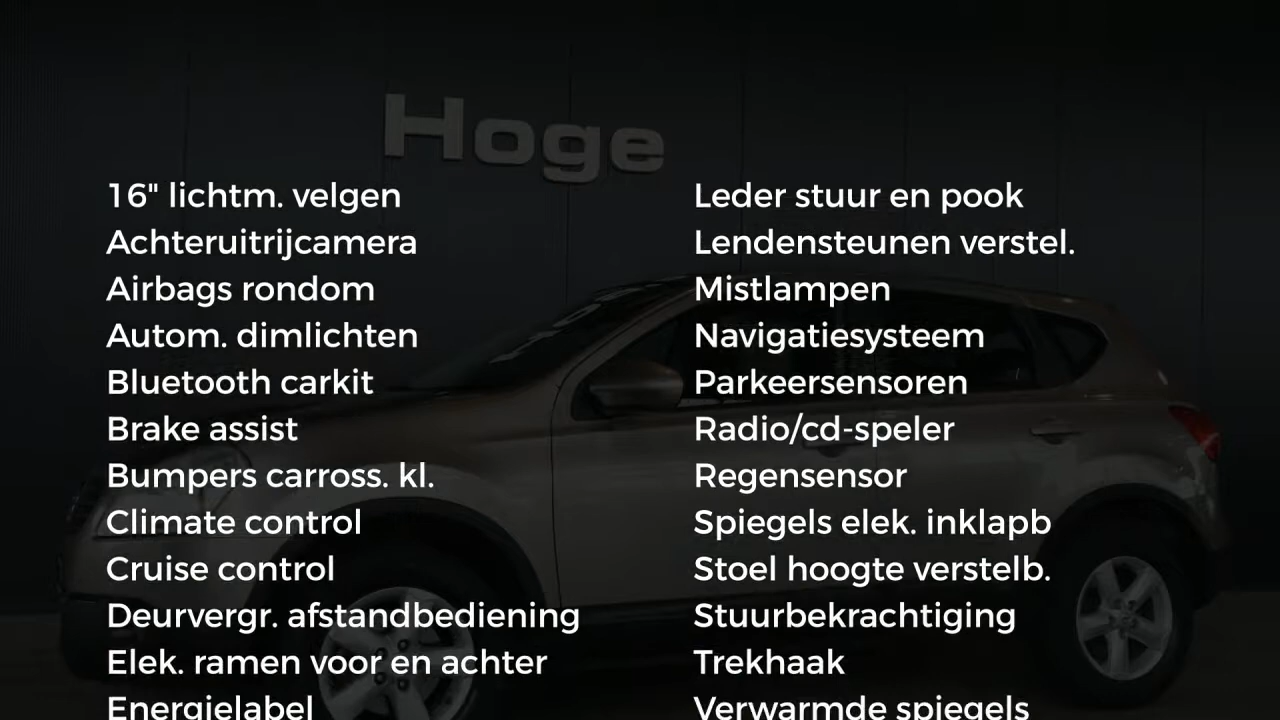 Hoge
16" lichtm. velgen
Achteruitrijcamera
Airbags rondom
Autom. dimlichten
Bluetooth carkit
Brake assist
Bumpers carross. kl.
Climate control
Cruise control
Deurvergr. afstandbediening
Elek. ramen voor en achter
Energielabel
Leder stuur en pook
Lendensteunen verstel.
Mistlampen
Navigatiesysteem
Parkeersensoren
Radio/cd-speler
Regensensor
Spiegels elek. inklapb
Stoel hoogte verstelb.
Stuurbekrachtiging
Trekhaak
Verwarmde spiegels